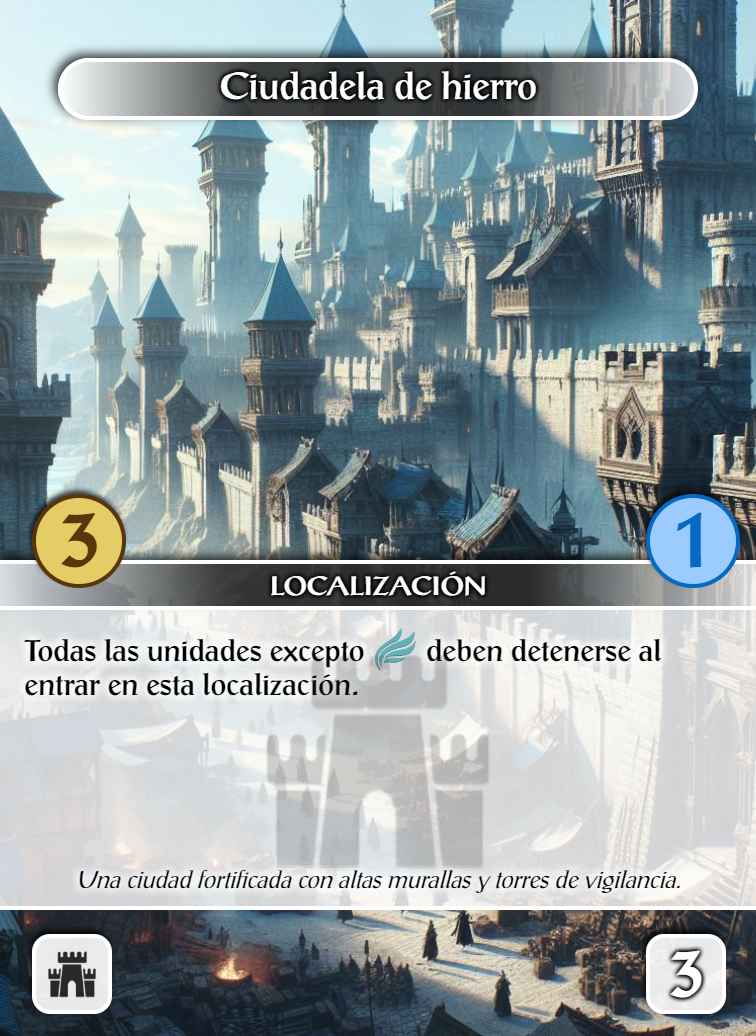 Ciudadela de hierro
3
1
LOCALIZACIÓN
Todas las unidades excepto deben detenerse al
entrar en esta localización.
Una ciudad fortificada con altas murallas y torres de vigilancia.
3